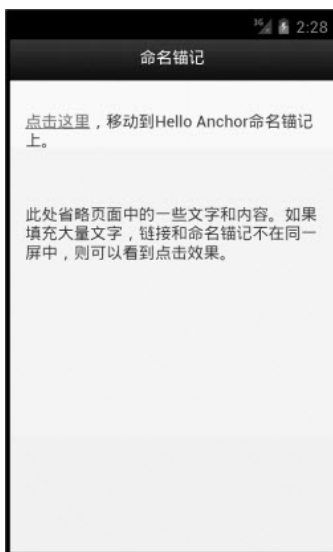 3G 2:28
命名锚记
点击这里，移动到Hello Anchor命名锚记
上。
此处省略页面中的一些文字和内容。如果
填充大量文字，链接和命名锚记不在同一
屏中，则可以看到点击效果。